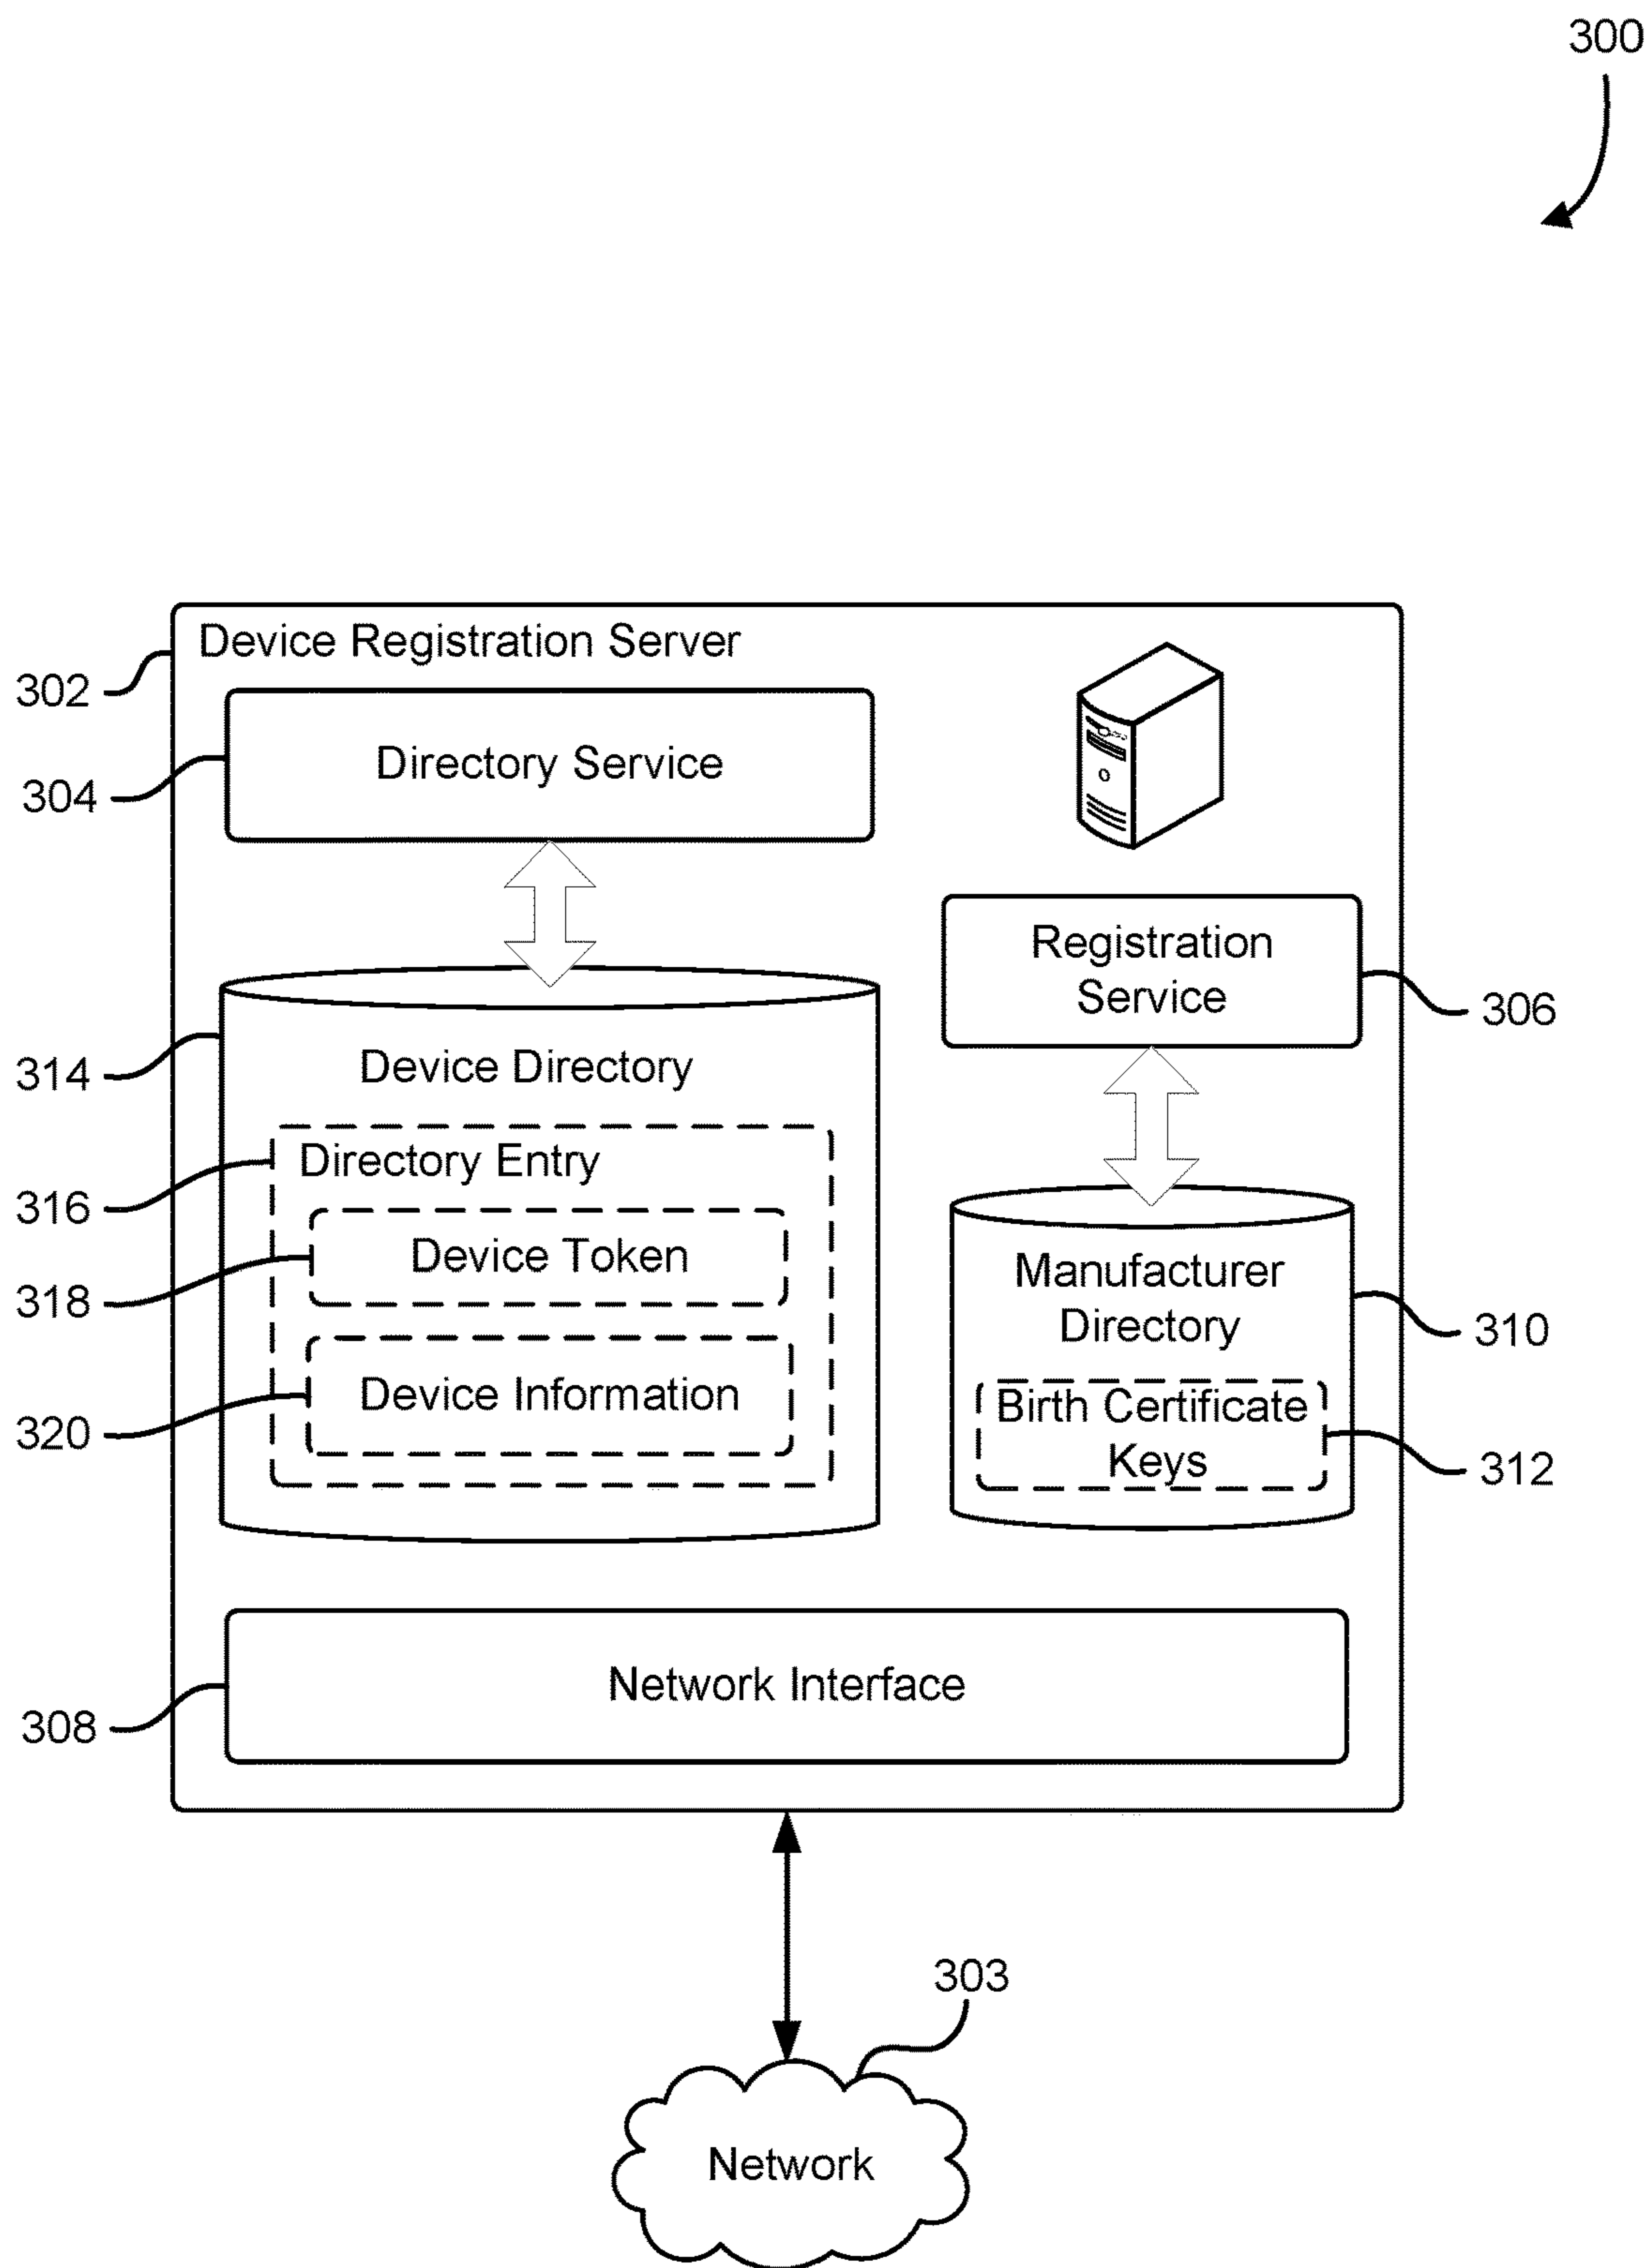 300
Device Registration Server
302
Directory Service
304
Registration
Service
306
314
Device Directory
316
Directory Entry
Device Token
318
Device Information
320
Manufacturer
Directory
310
Birth Certificate
Keys
312
Network Interface
308
303
Network